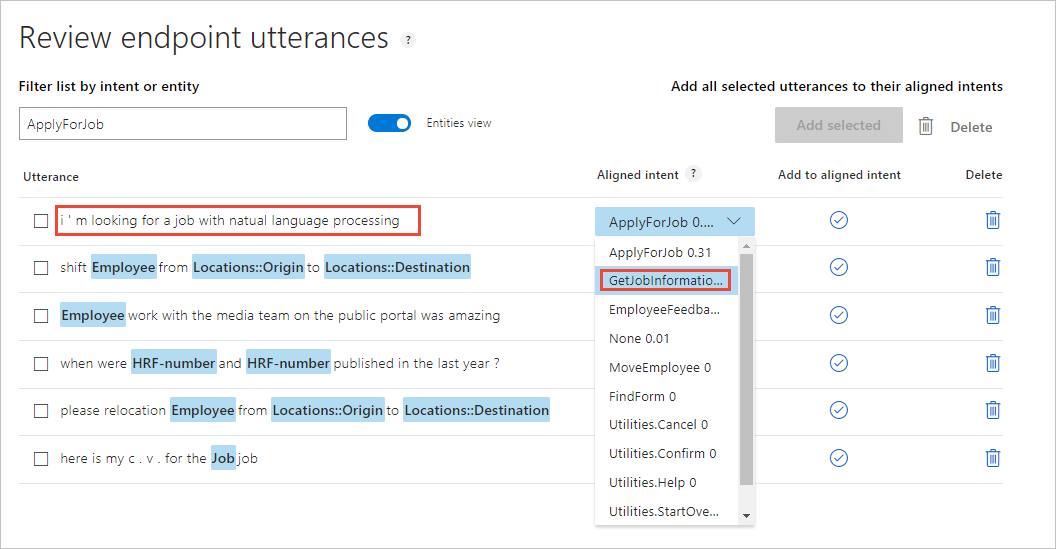 Review endpoint utterances ?
Filter list by intent or entity
Add all selected utterances to their aligned intents
ApplyForJob
Entities view
Add selected
Delete
Utterance
Aligned intent ?
Add to aligned intent
Delete
i ' m looking for a job with natual language processing
ApplyForJob 0....
shift Employee from Locations::Origin to Locations::Destination
Employee work with the media team on the public portal was amazing
when were HRF-number and HRF-number published in the last year ?
please relocation Employee from Locations::Origin to Locations::Destination
here is my c . v . for the Job job
ApplyForJob 0.31
GetJobInformatio...
EmployeeFeedba...
None 0.01
MoveEmployee 0
FindForm 0
Utilities.Cancel 0
Utilities.Confirm 0
Utilities.Help 0
Utilities.StartOve...